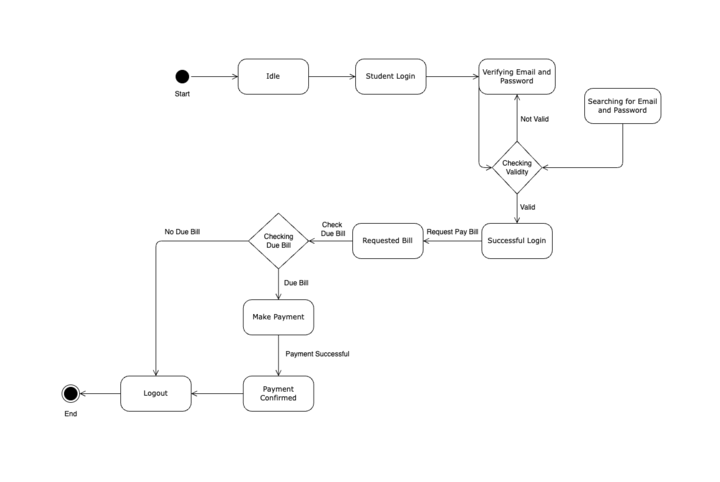 Idle
Student Login
Verifying Email and
Password
Start
Searching for Email
and Password
Not Valid
Checking
Validity
Valid
No Due Bill
Checking
Due Bill
Check
Due Bill
Requested Bill
Request Pay Bill
Successful Login
Due Bill
Make Payment
Payment Successful
Logout
Payment
Confirmed
End